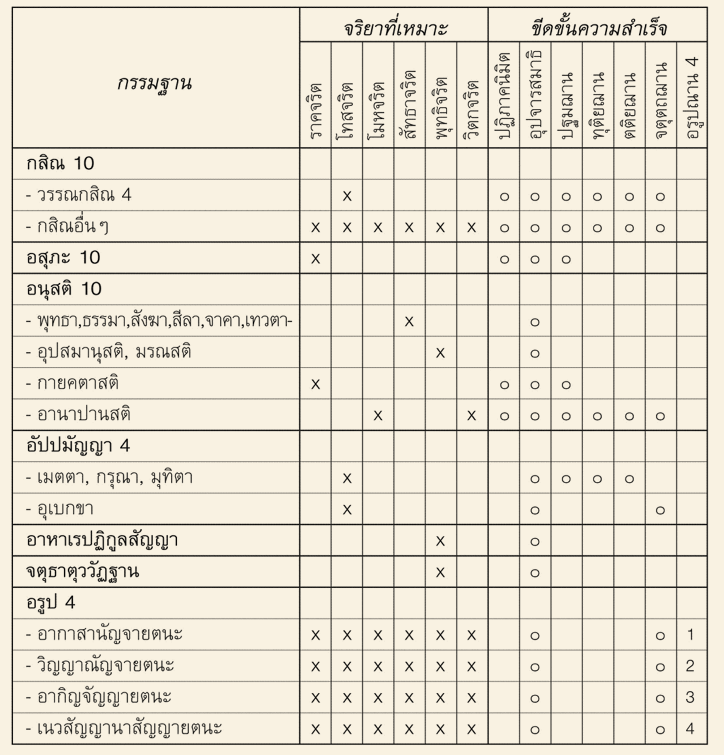 กรรมฐาน จริยาที่เหมาะ ขีดขั้นความสำเร็จ
ราคจริต โทสจริต โมหจริต สัทธาจริต พุทธิจริต วิตกจริต ปฏิภาคนิมิต อุปจารสมาธิ ปฐมฌาน ทุติยฌาน ตติยฌาน จตุตถฌาน อรูปฌาน 4
กสิณ 10
- วรรณกสิณ 4 x o o o o o o
- กสิณอื่นๆ x x x x x x o o o o o o
อสุภะ 10 x o o o
อนุสติ 10
- พุทธา,ธรรมา,สังฆา,สีลา,จาคา,เทวตา- x o
- อุปสมานุสติ, มรณสติ x o
- กายคตาสติ x o o o
- อานาปานสติ x x o o o o o o
อัปปมัญญา 4
- เมตตา, กรุณา, มุทิตา x o o o o
- อุเบกขา x o o
อาหาเรปฏิกูลสัญญา x o
จตุธาตุววัฏฐาน x o
อรูป 4
- อากาสานัญจายตนะ x x x x x x o o 1
- วิญญาณัญจายตนะ x x x x x x o o 2
- อากิญจัญญายตนะ x x x x x x o o 3
- เนวสัญญานาสัญญายตนะ x x x x x x o o 4